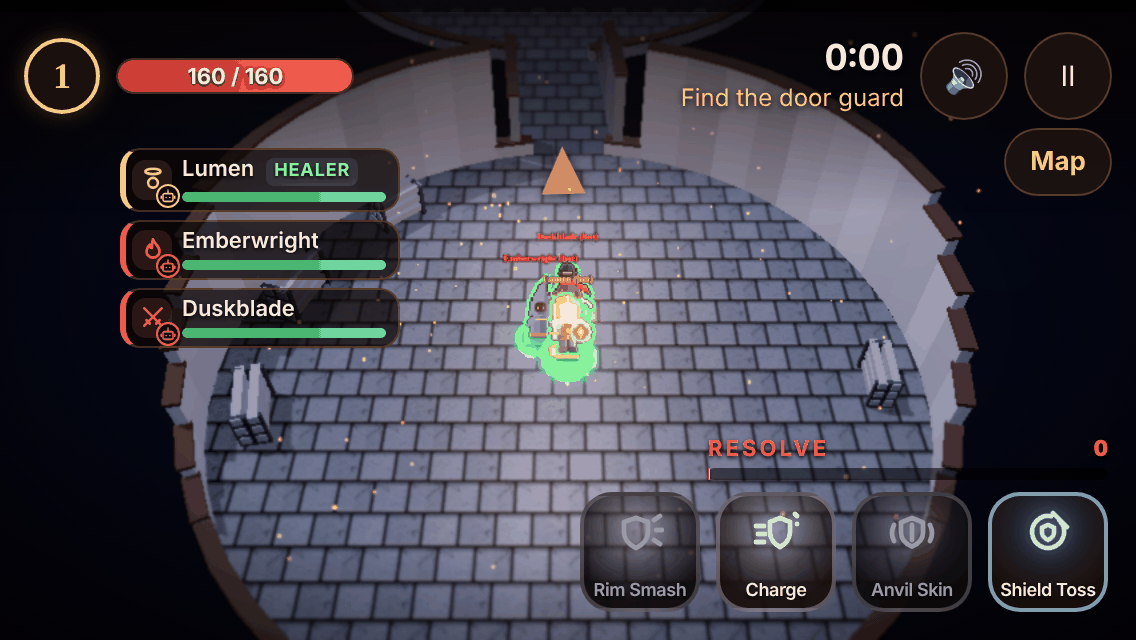 1
160 / 160
0:00
Find the door guard
Map
Lumen HEALER
Emberwright
Duskblade
RESOLVE 0
Rim Smash
Charge
Anvil Skin
Shield Toss